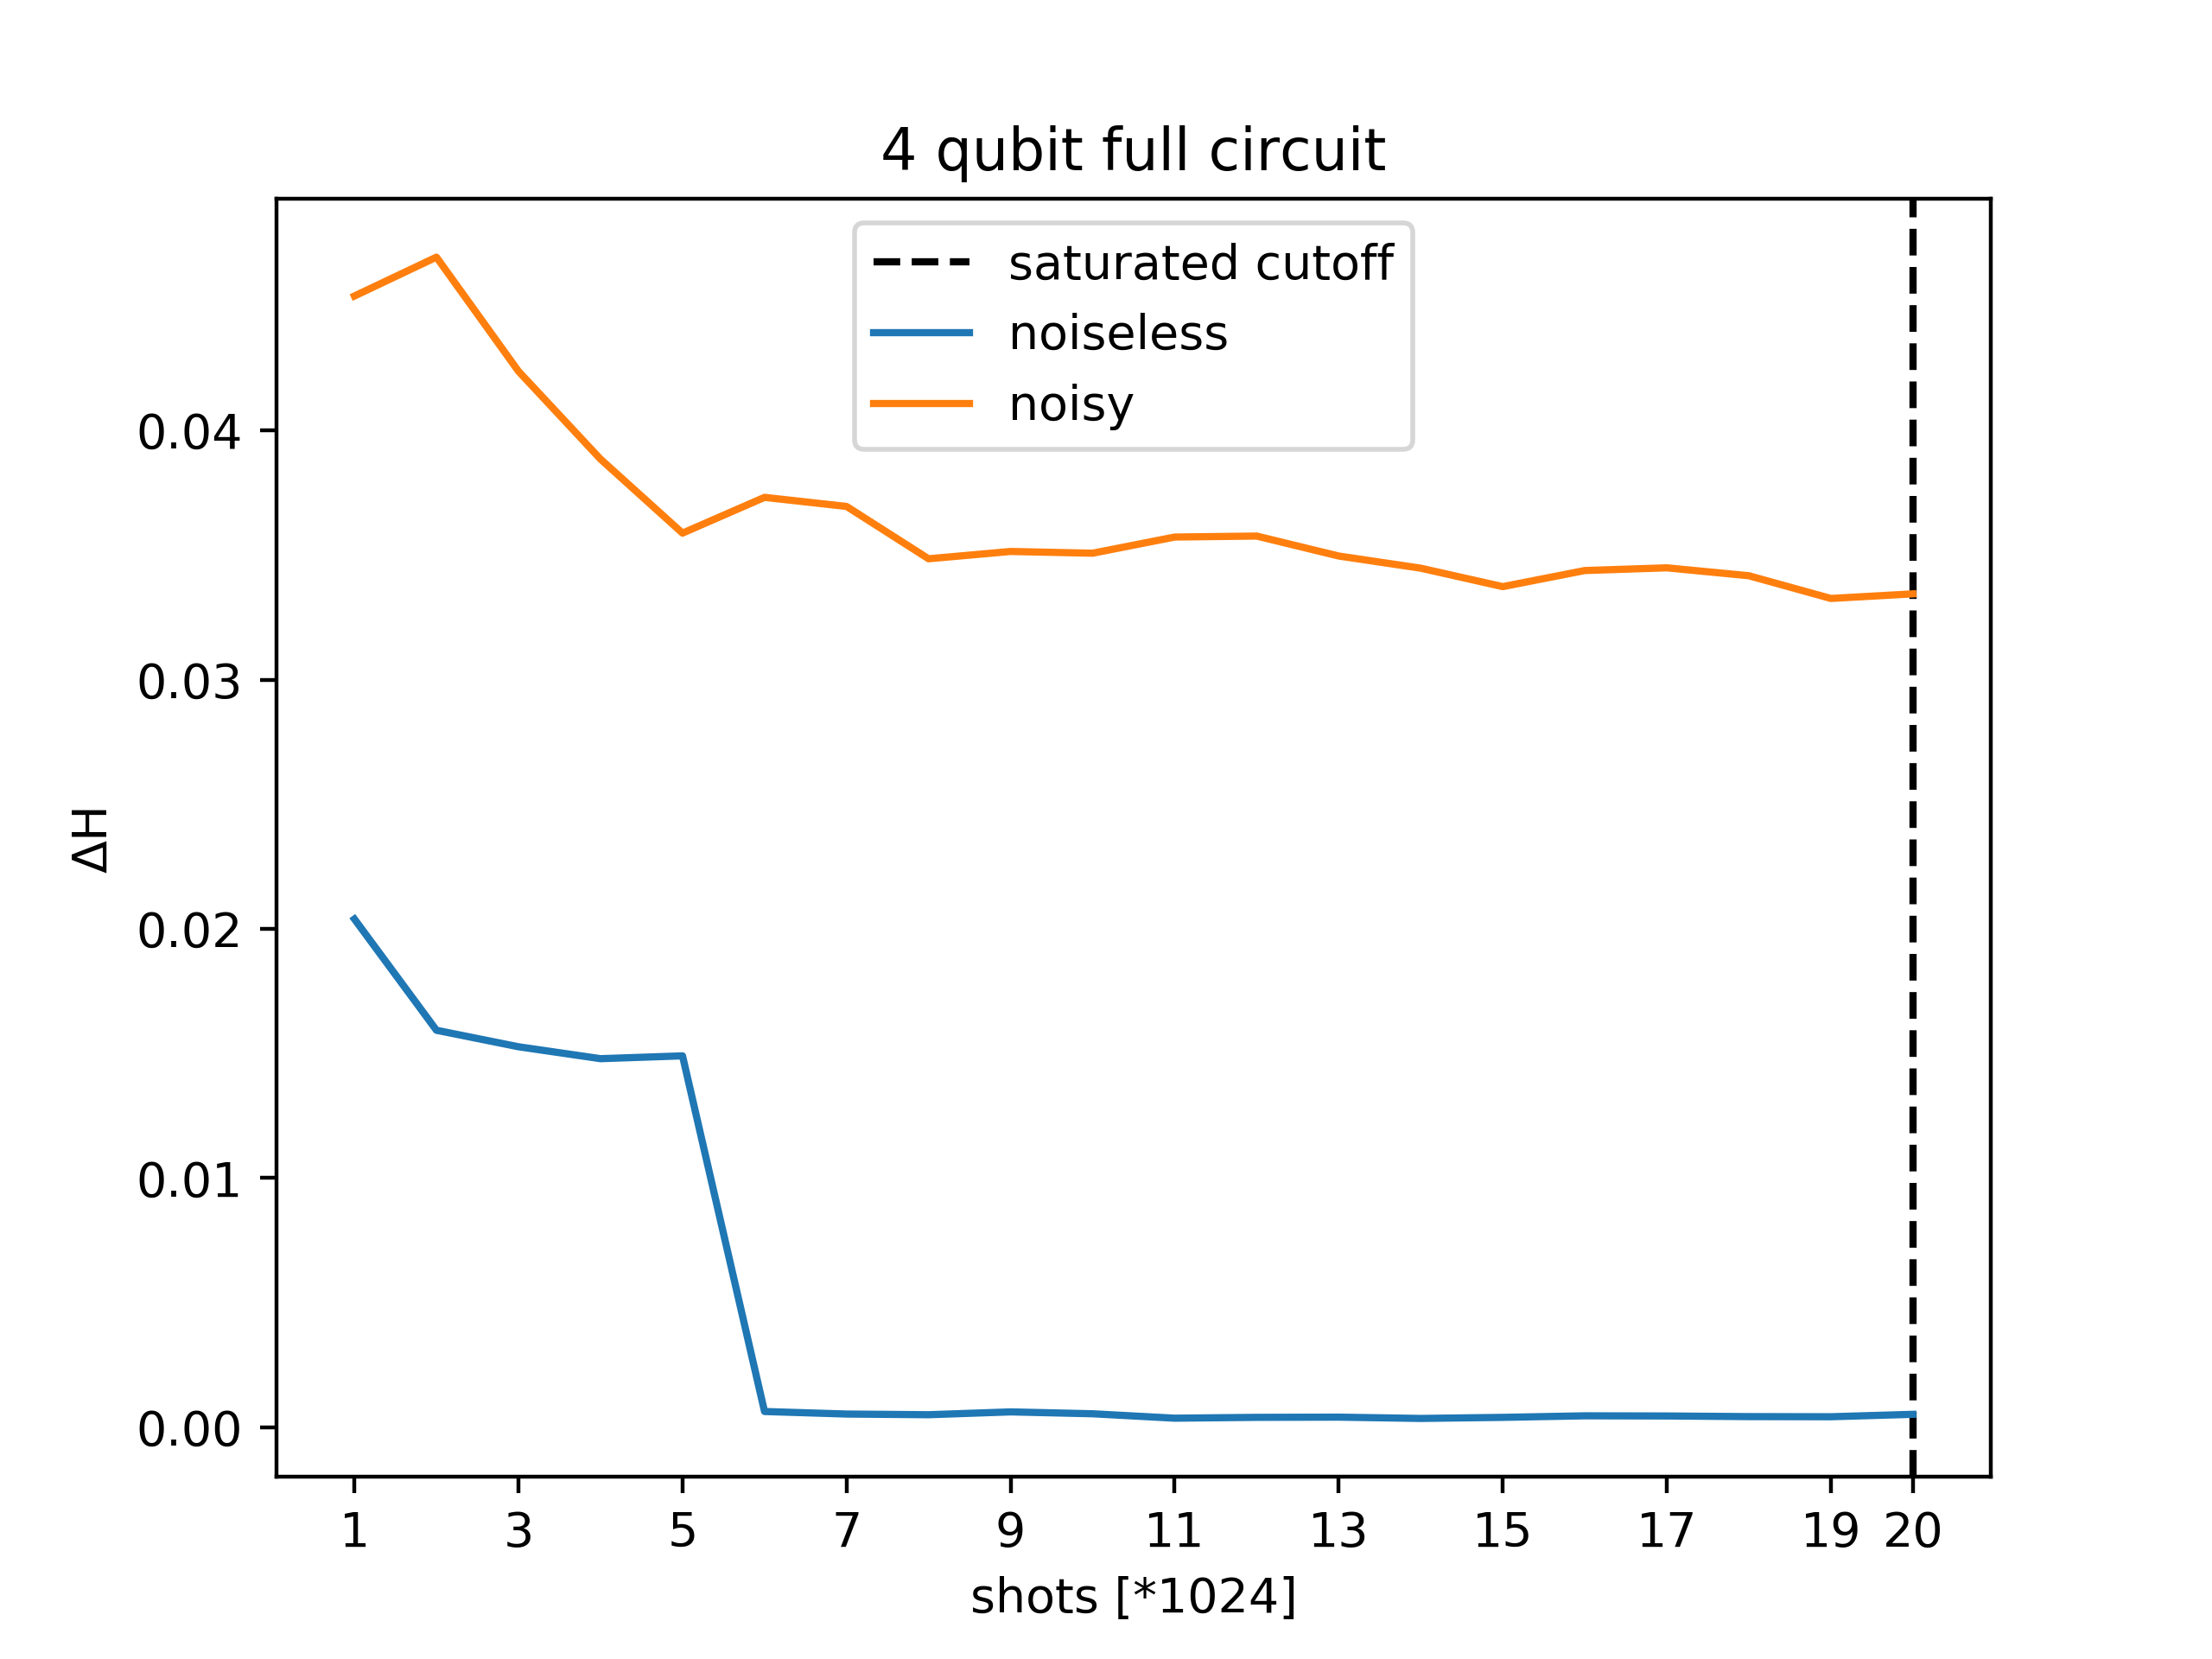 4 qubit full circuit
saturated cutoff
noiseless
noisy
0.04
0.03
0.02
0.01
0.00
ΔH
1 3 5 7 9 11 13 15 17 19 20
shots [*1024]